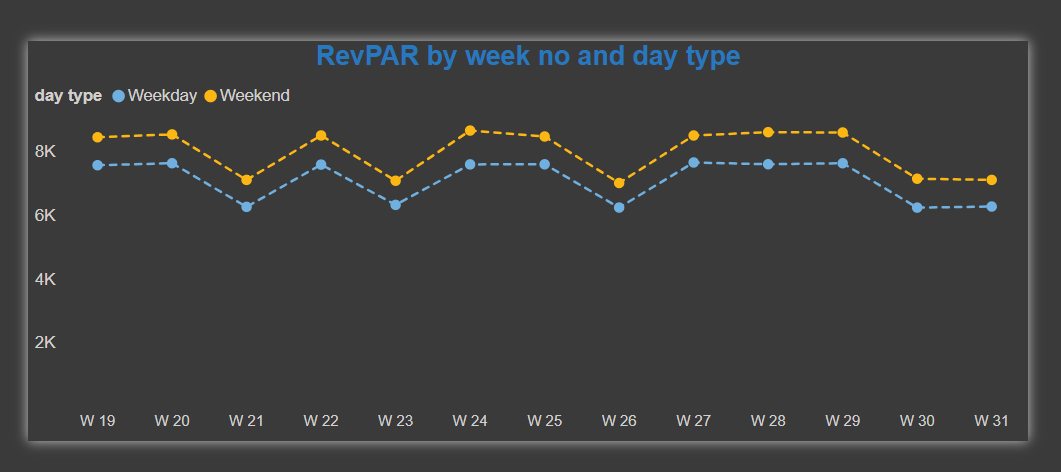 RevPAR by week no and day type
day type Weekday Weekend
8K
6K
4K
2K
W 19 W 20 W 21 W 22 W 23 W 24 W 25 W 26 W 27 W 28 W 29 W 30 W 31